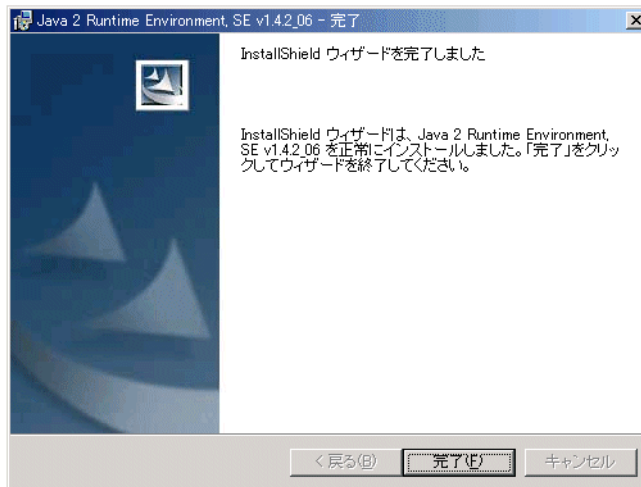 Java 2 Runtime Environment, SE v1.4.2_06 - 完了
InstallShield ウィザードを完了しました
InstallShield ウィザードは、Java 2 Runtime Environment,
SE v1.4.2_06 を正常にインストールしました。「完了」をクリッ
クしてウィザードを終了してください。
< 戻る(B)
完了(F)
キャンセル